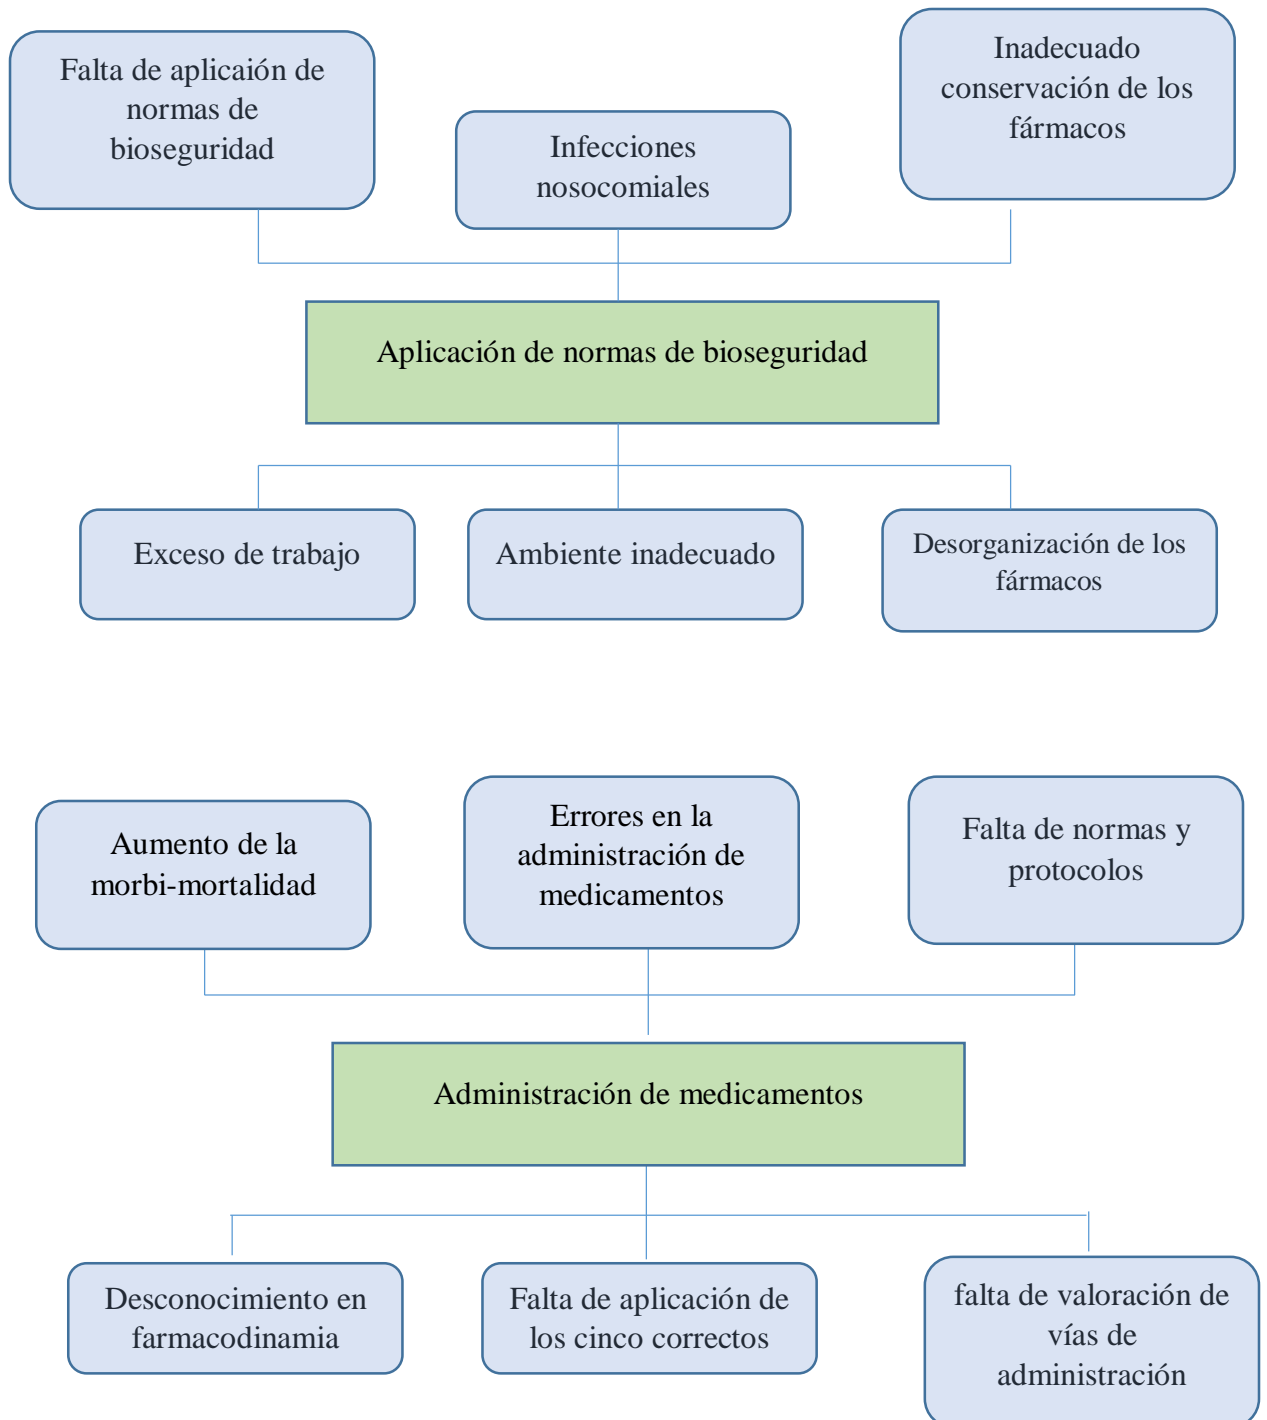 Falta de aplicaión de
normas de
bioseguridad
Infecciones
nosocomiales
Inadecuado
conservación de los
fármacos
Aplicación de normas de bioseguridad
Exceso de trabajo
Ambiente inadecuado
Desorganización de los
fármacos
Aumento de la
morbi-mortalidad
Errores en la
administración de
medicamentos
Falta de normas y
protocolos
Administración de medicamentos
Desconocimiento en
farmacodinamia
Falta de aplicación de
los cinco correctos
falta de valoración de
vías de
administración